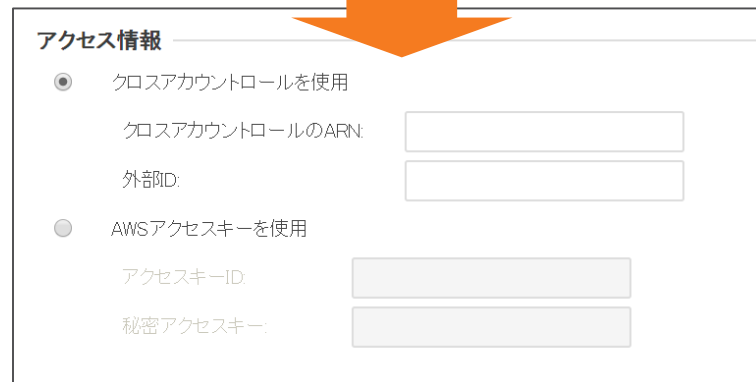 アクセス情報
クロスアカウントロールを使用
クロスアカウントロールのARN:
外部ID:
AWSアクセスキーを使用
アクセスキーID:
秘密アクセスキー: